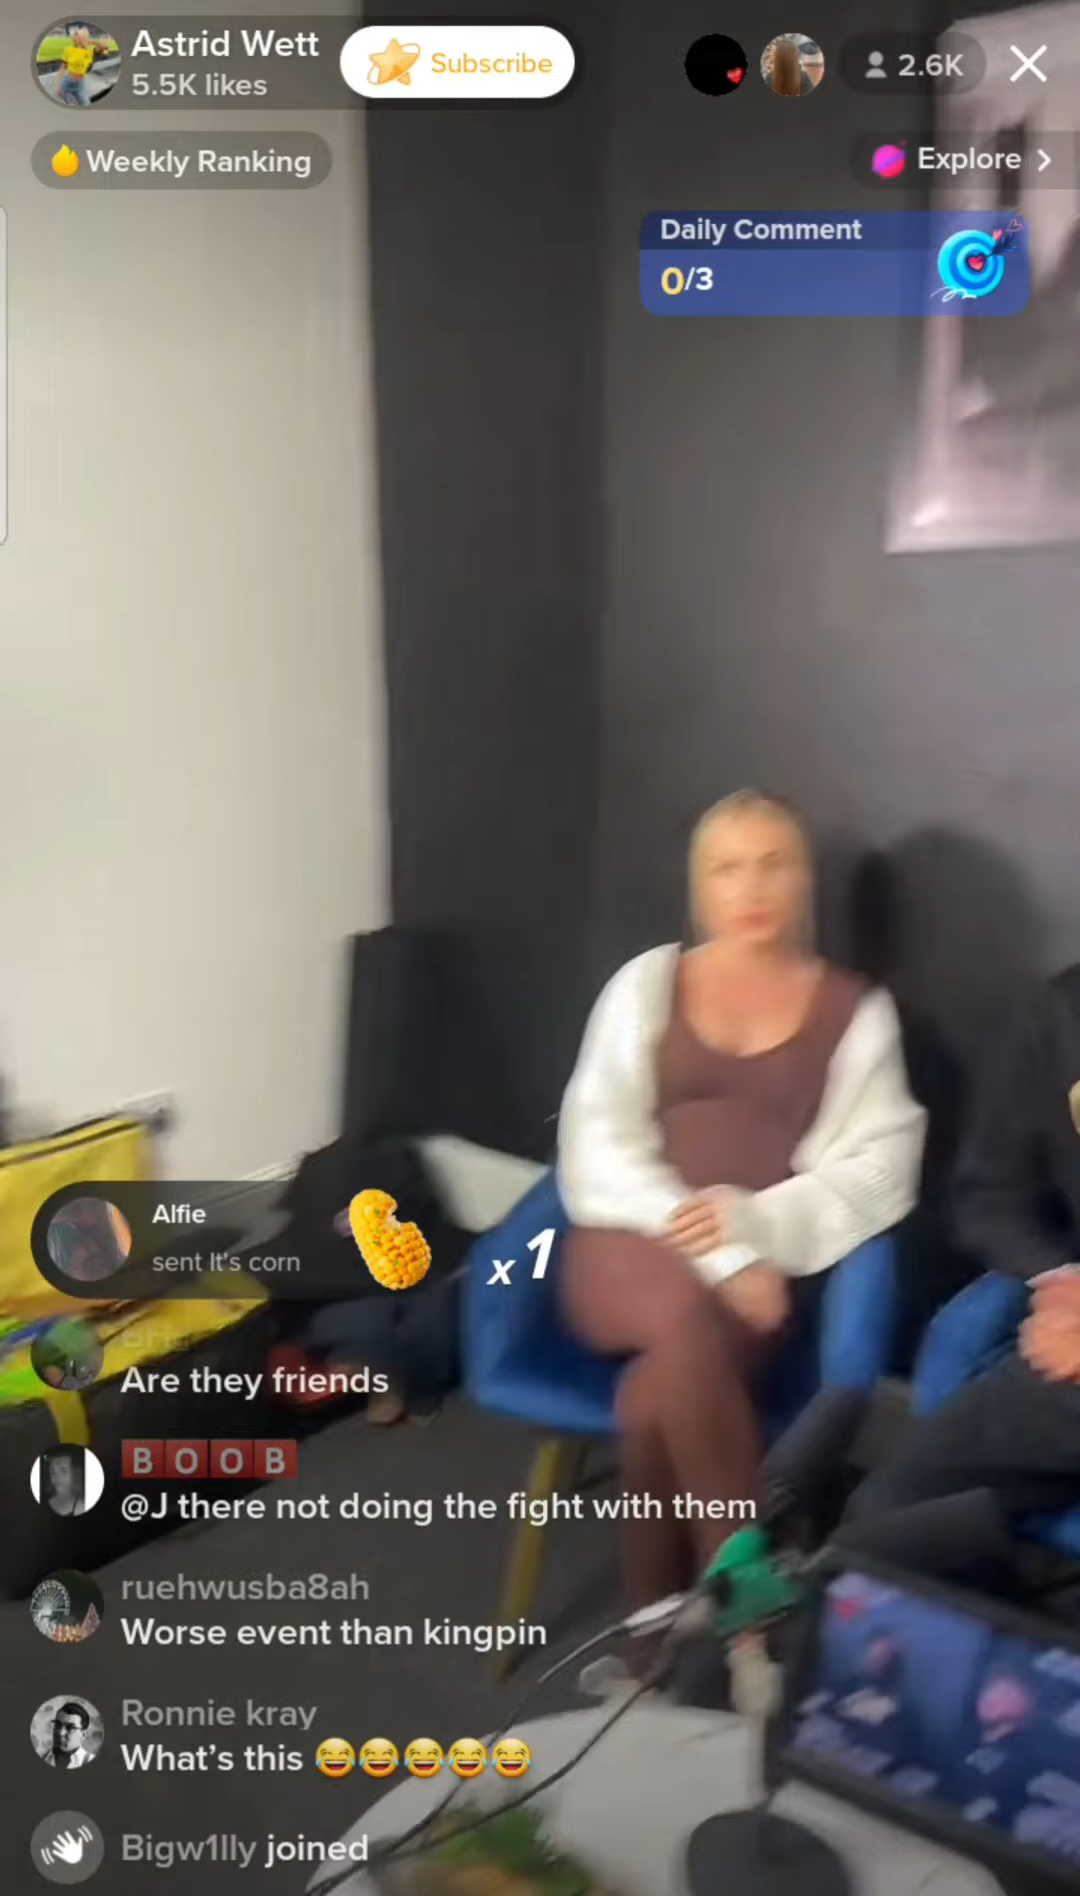 Astrid Wett
5.5K likes
Subscribe
2.6K
Weekly Ranking
Explore
Daily Comment
0/3
Alfie
sent It's corn
x 1
Are they friends
B O O B
@J there not doing the fight with them
ruehwusba8ah
Worse event than kingpin
Ronnie kray
What's this 😂😂😂😂😂
Bigw1lly joined